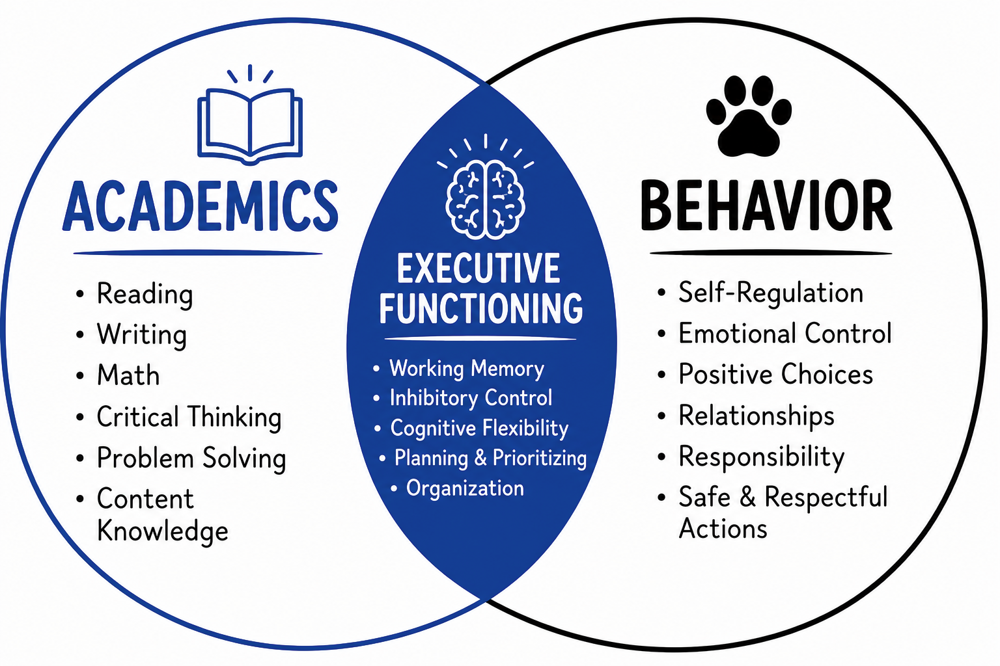 ACADEMICS
• Reading
• Writing
• Math
• Critical Thinking
• Problem Solving
• Content
Knowledge
EXECUTIVE
FUNCTIONING
• Working Memory
• Inhibitory Control
• Cognitive Flexibility
• Planning & Prioritizing
• Organization
BEHAVIOR
• Self-Regulation
• Emotional Control
• Positive Choices
• Relationships
• Responsibility
• Safe & Respectful
Actions